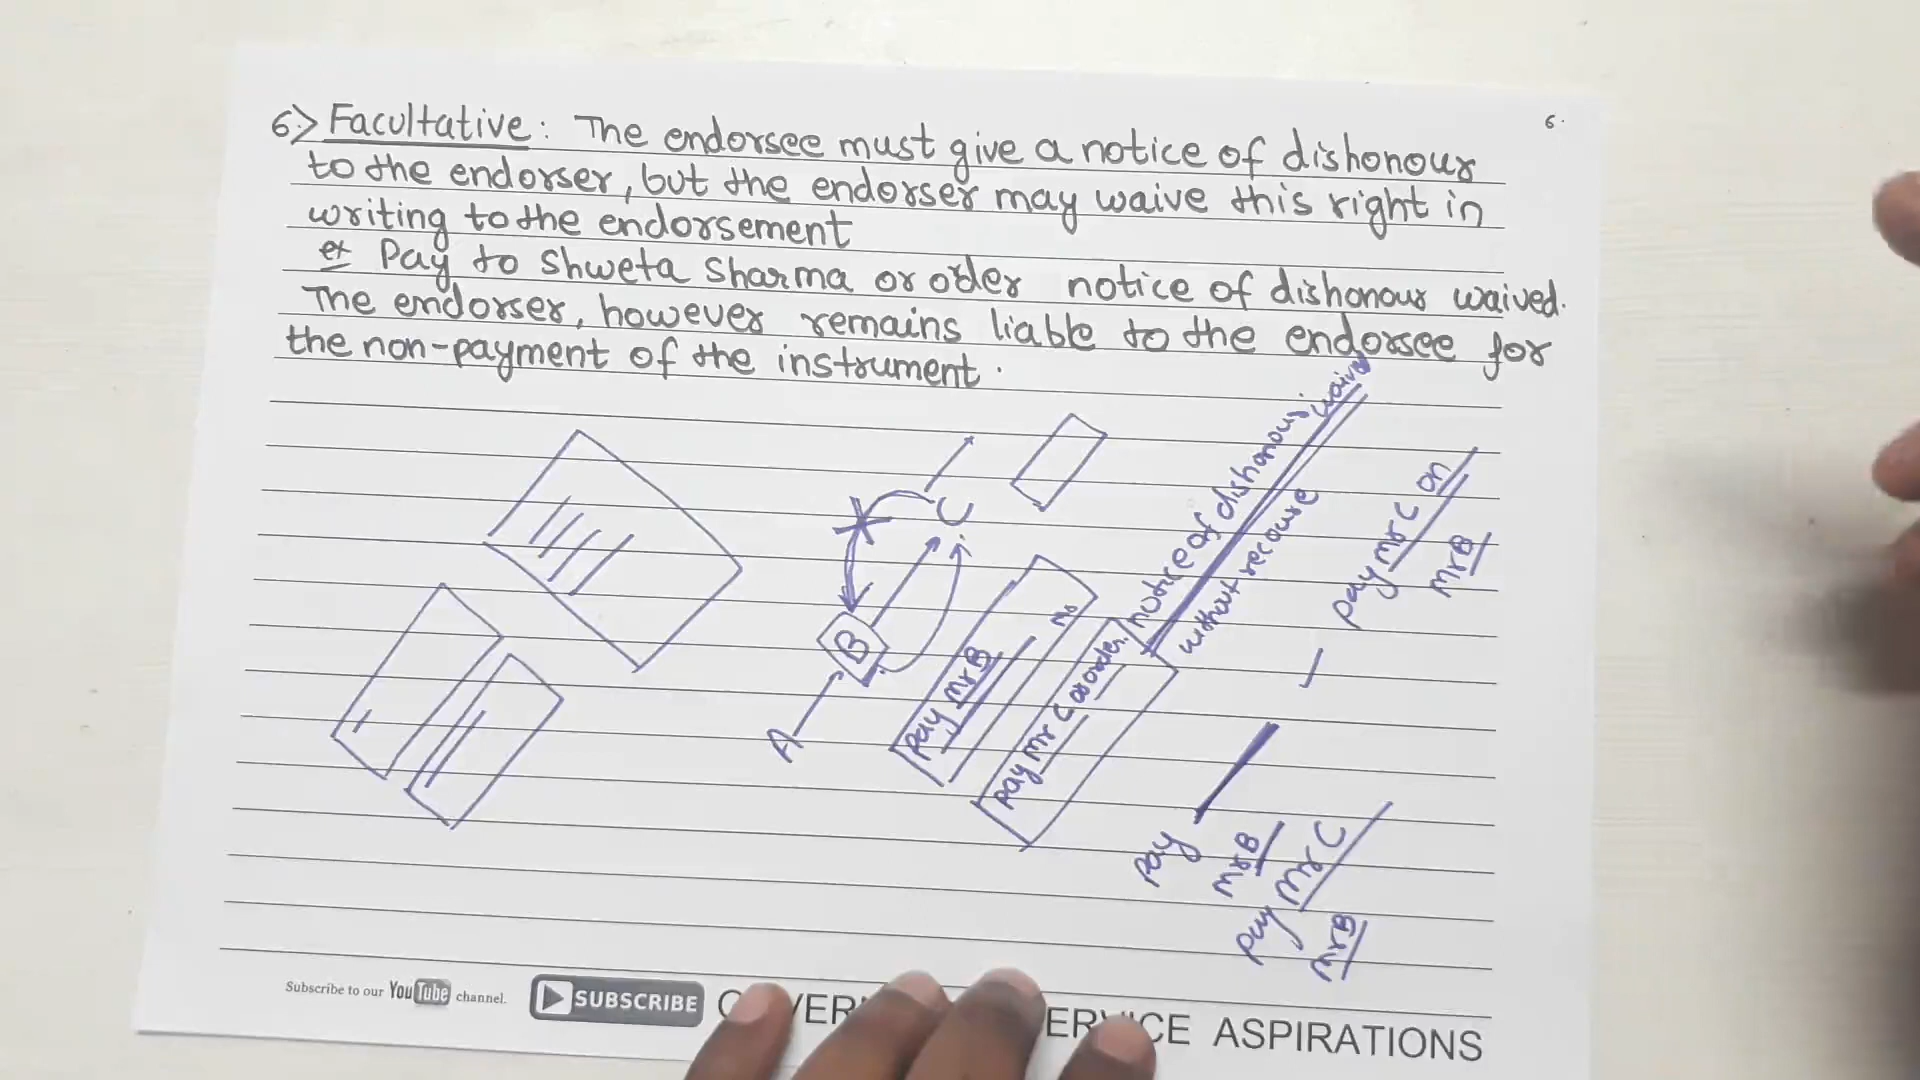 6.
6> Facultative: The endorsee must give a notice of dishonour
to the endorser, but the endorser may waive this right in
writing to the endorsement
ex Pay to Shweta Sharma or order notice of dishonour waived.
The endorser, however remains liable to the endorsee for
the non-payment of the instrument.
C
B
A
pay Mr B
pay Mr C or order.
notice of dishonour waived
without recourse
pay Mr C on
Mr B
pay
Mr B
pay Mr C
Mr B
Subscribe to our YouTube channel.
SUBSCRIBE
ASPIRATIONS